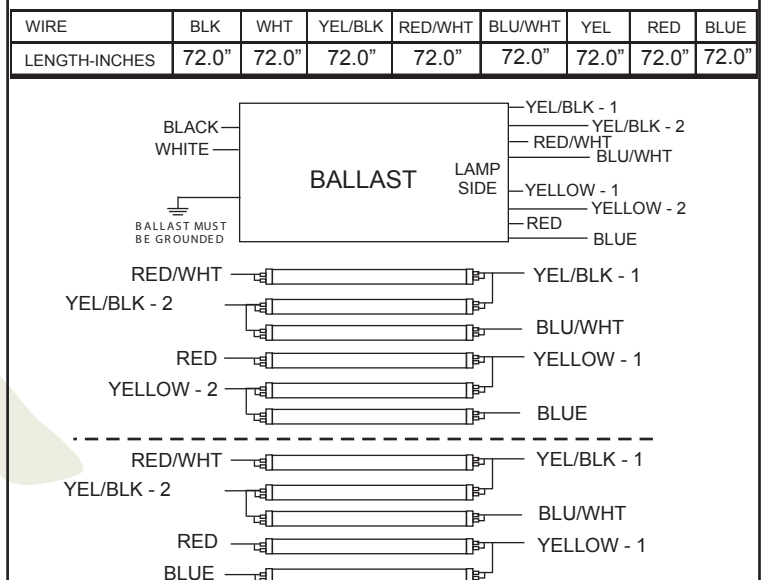 WIRE BLK WHT YEL/BLK RED/WHT BLU/WHT YEL RED BLUE
LENGTH-INCHES 72.0" 72.0" 72.0" 72.0" 72.0" 72.0" 72.0" 72.0"
YEL/BLK - 1
BLACK
YEL/BLK - 2
WHITE
RED/WHT
BLU/WHT
BALLAST
LAMP
SIDE
YELLOW - 1
YELLOW - 2
BALLAST MUST
BE GROUNDED
RED
BLUE
RED/WHT YEL/BLK - 1
YEL/BLK - 2
BLU/WHT
RED YELLOW - 1
YELLOW - 2
BLUE
RED/WHT YEL/BLK - 1
YEL/BLK - 2
BLU/WHT
RED YELLOW - 1
BLUE